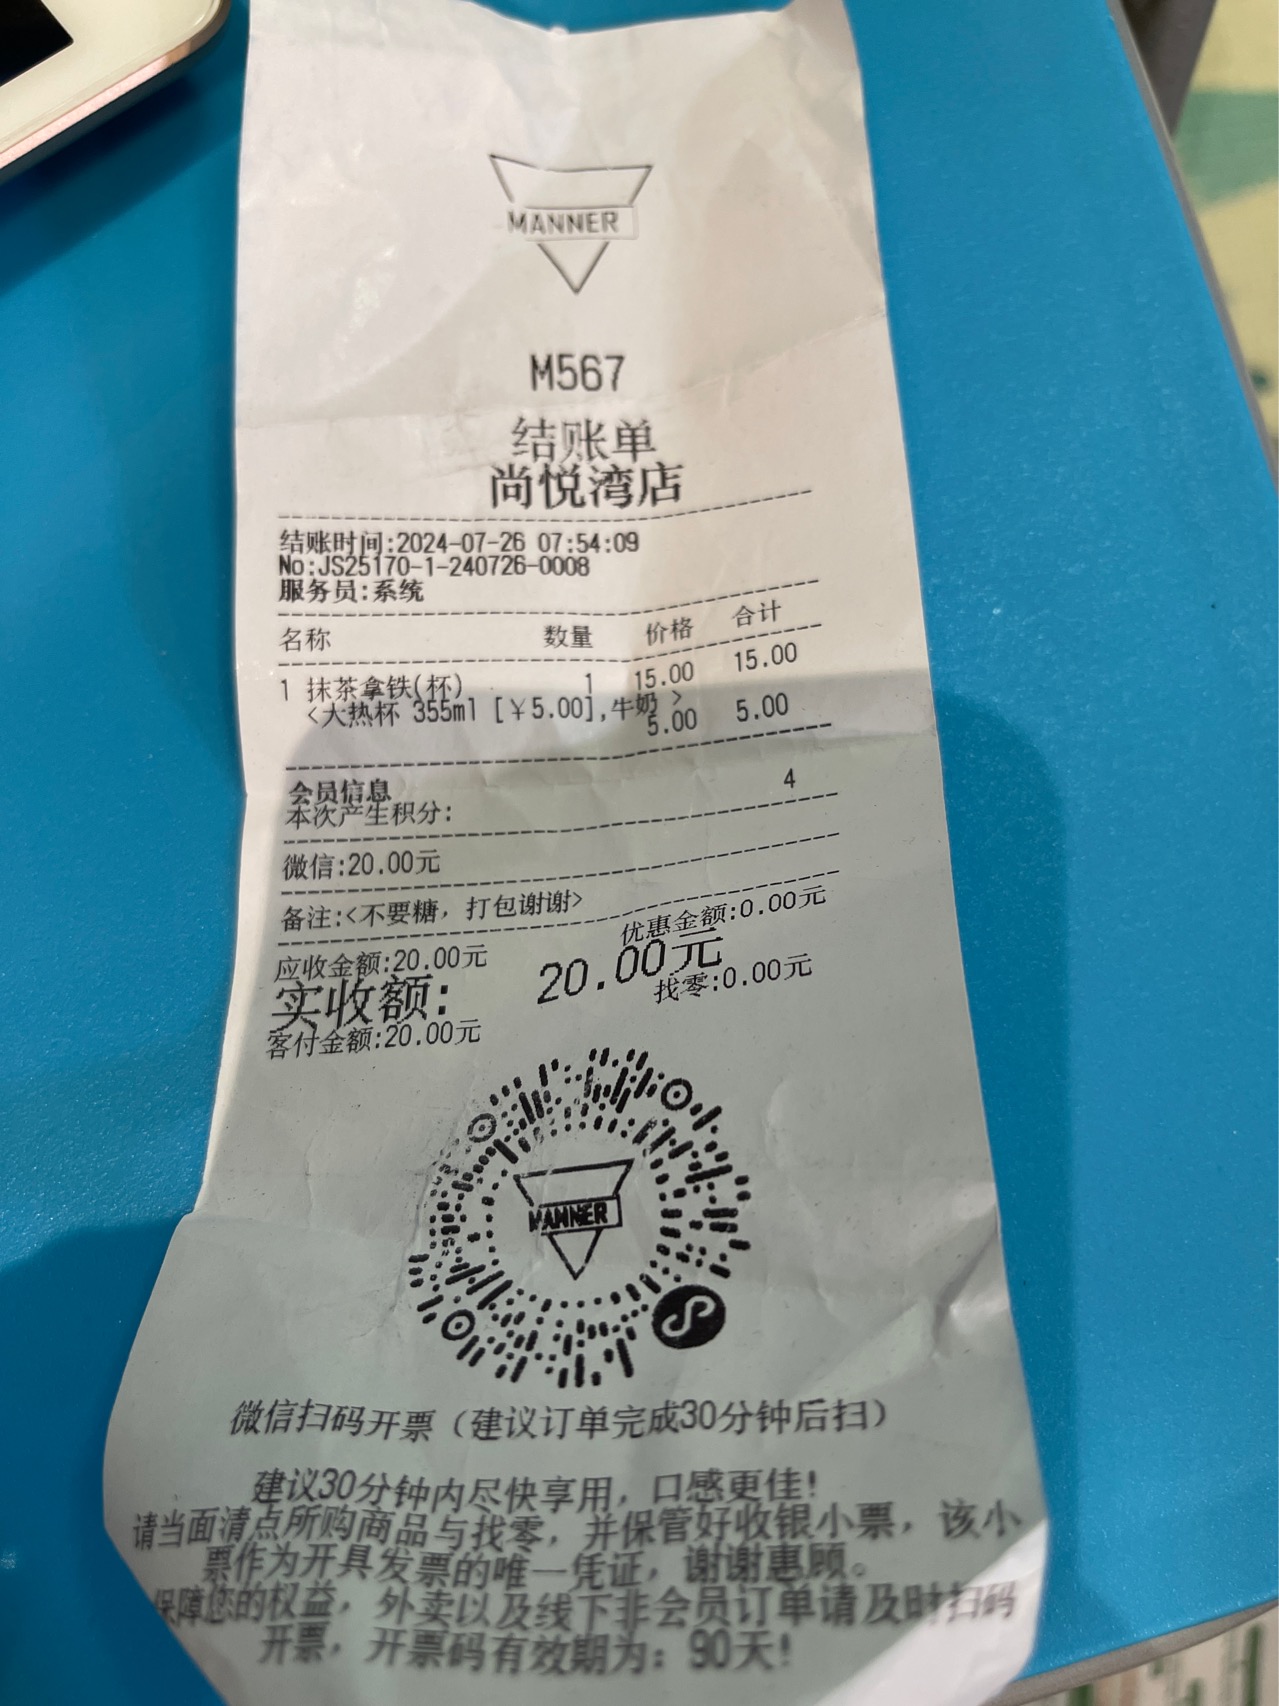 MANNER
M567
结账单
尚悦湾店
结账时间:2024-07-26 07:54:09
No:JS25170-1-240726-0008
服务员:系统
名称 数量 价格 合计
1 抹茶拿铁(杯) 1 15.00 15.00
<大热杯 355ml [￥5.00],牛奶 > 5.00 5.00
会员信息
本次产生积分: 4
微信:20.00元
备注:<不要糖，打包谢谢>
应收金额:20.00元 优惠金额:0.00元
实收额: 20.00元
客付金额:20.00元 找零:0.00元
MANNER
微信扫码开票（建议订单完成30分钟后扫）
建议30分钟内尽快享用，口感更佳！
请当面清点所购商品与找零，并保管好收银小票，该小
票作为开具发票的唯一凭证，谢谢惠顾。
保障您的权益，外卖以及线下非会员订单请及时扫码
开票，开票码有效期为：90天！